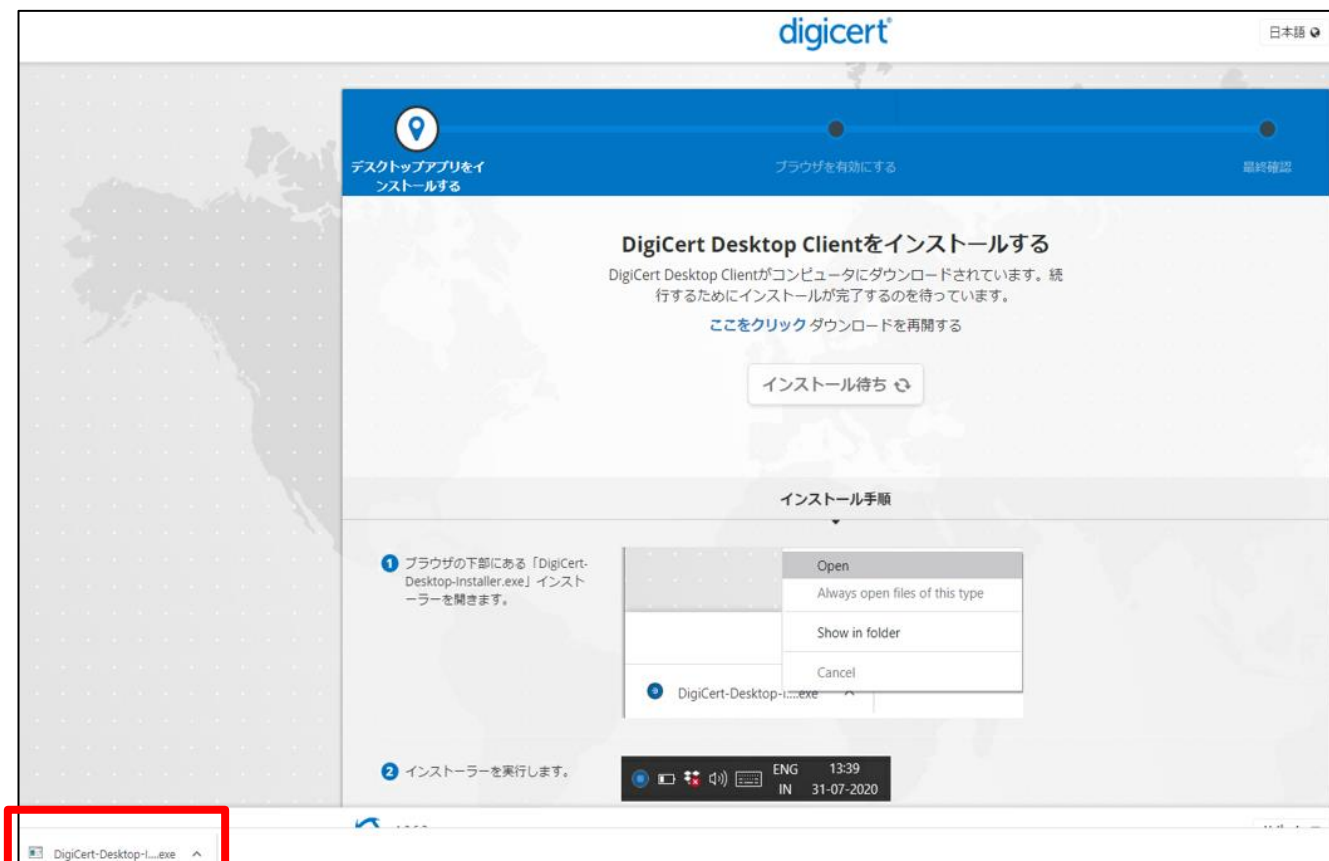 digicert
日本語
デスクトップアプリをイ
ンストールする
ブラウザを有効にする
最終確認
DigiCert Desktop Clientをインストールする
DigiCert Desktop Clientがコンピュータにダウンロードされています。続
行するためにインストールが完了するのを待っています。
ここをクリック ダウンロードを再開する
インストール待ち
インストール手順
1 ブラウザの下部にある「DigiCert-
Desktop-Installer.exe」インスト
ーラーを開きます。
Open
Always open files of this type
Show in folder
Cancel
DigiCert-Desktop-I....exe
2 インストーラーを実行します。
ENG 13:39
IN 31-07-2020
DigiCert-Desktop-I....exe